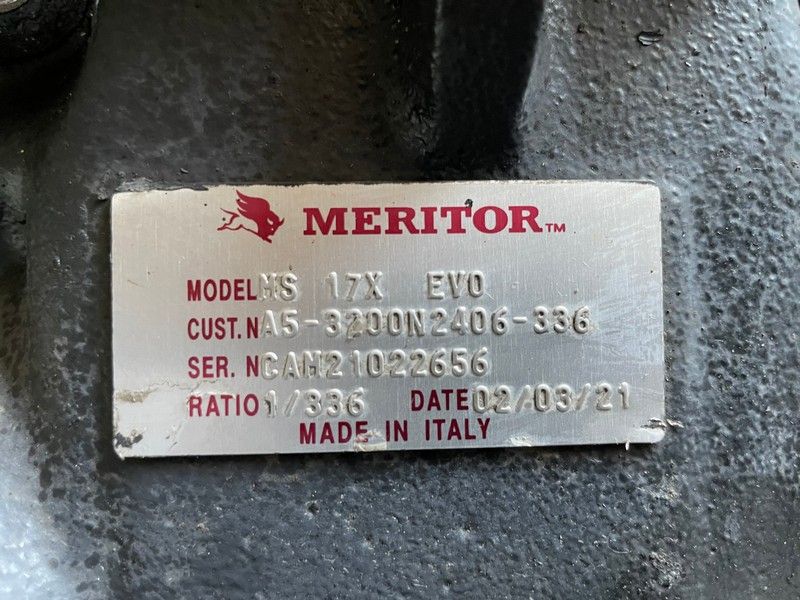 MERITOR™
MODEL MS 17X EVO
CUST.N A5-3200N2406-336
SER. N CAM21022656
RATIO 1/336 DATE 02/03/21
MADE IN ITALY